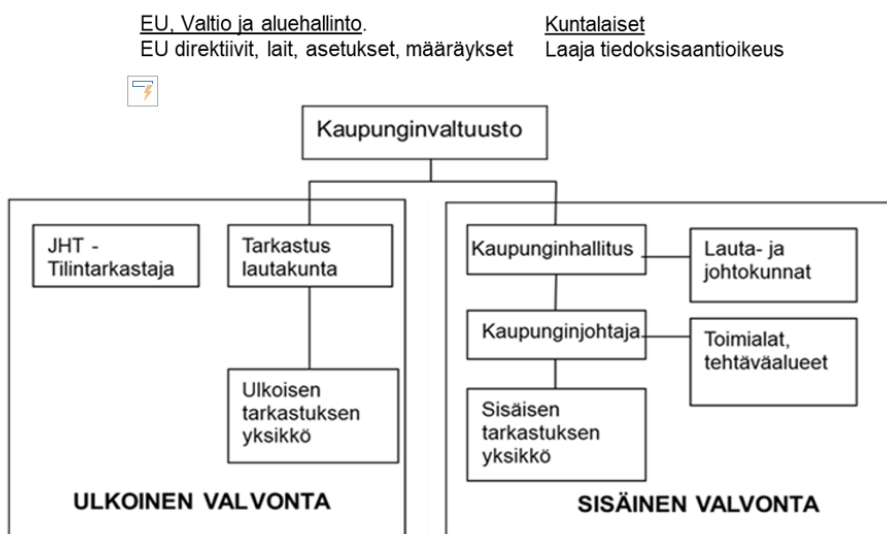 EU, Valtio ja aluehallinto.
EU direktiivit, lait, asetukset, määräykset
Kuntalaiset
Laaja tiedoksisaantioikeus
Kaupunginvaltuusto
JHT -
Tilintarkastaja
Tarkastus
lautakunta
Ulkoisen
tarkastuksen
yksikkö
ULKOINEN VALVONTA
Kaupunginhallitus
Lauta- ja
johtokunnat
Kaupunginjohtaja
Toimialat,
tehtäväalueet
Sisäisen
tarkastuksen
yksikkö
SISÄINEN VALVONTA